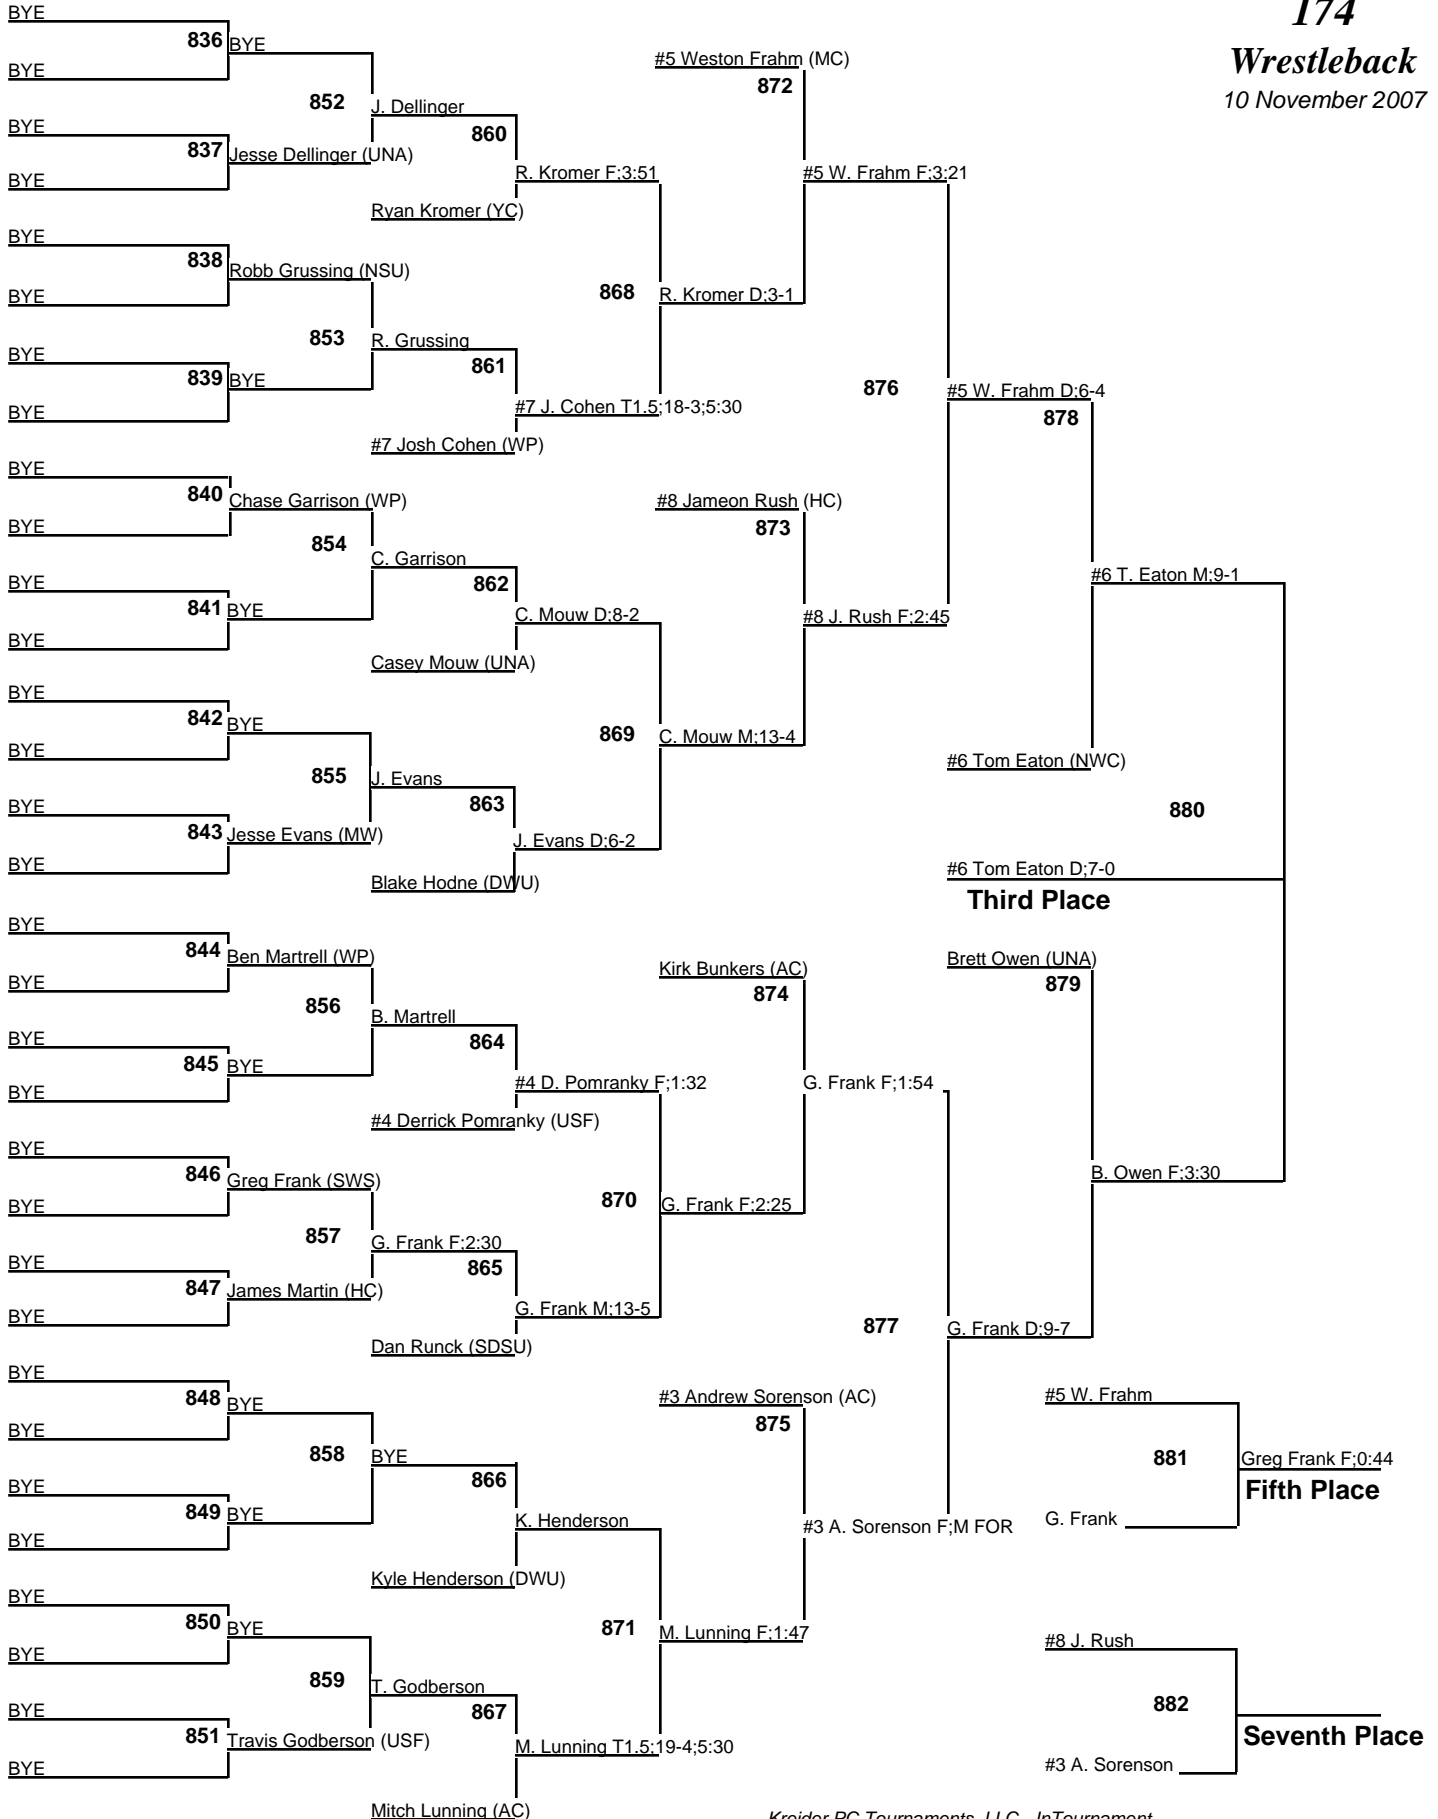 174
Wrestleback
10 November 2007
BYE
836 BYE
BYE
852 J. Dellinger
BYE
837 Jesse Dellinger (UNA)
BYE
860
R. Kromer F;3:51
Ryan Kromer (YC)
BYE
838 Robb Grussing (NSU)
BYE
853 R. Grussing
BYE
839 BYE
BYE
861
#7 J. Cohen T1.5;18-3;5:30
#7 Josh Cohen (WP)
868 R. Kromer D;3-1
#5 Weston Frahm (MC)
872
#5 W. Frahm F;3:21
BYE
840 Chase Garrison (WP)
BYE
854 C. Garrison
BYE
841 BYE
BYE
862
C. Mouw D;8-2
Casey Mouw (UNA)
BYE
842 BYE
BYE
855 J. Evans
BYE
843 Jesse Evans (MW)
BYE
863
J. Evans D;6-2
Blake Hodne (DWU)
869 C. Mouw M;13-4
#8 Jameon Rush (HC)
873
#8 J. Rush F;2:45
876 #5 W. Frahm D;6-4
878
#6 T. Eaton M;9-1
#6 Tom Eaton (NWC)
880
#6 Tom Eaton D;7-0
Third Place
BYE
844 Ben Martrell (WP)
BYE
856 B. Martrell
BYE
845 BYE
BYE
864
#4 D. Pomranky F;1:32
#4 Derrick Pomranky (USF)
BYE
846 Greg Frank (SWS)
BYE
857 G. Frank F;2:30
BYE
847 James Martin (HC)
BYE
865
G. Frank M;13-5
Dan Runck (SDSU)
870 G. Frank F;2:25
Kirk Bunkers (AC)
874
G. Frank F;1:54
BYE
848 BYE
BYE
858 BYE
BYE
849 BYE
BYE
866
K. Henderson
Kyle Henderson (DWU)
BYE
850 BYE
BYE
859 T. Godberson
BYE
851 Travis Godberson (USF)
BYE
867
M. Lunning T1.5;19-4;5:30
Mitch Lunning (AC)
871 M. Lunning F;1:47
#3 Andrew Sorenson (AC)
875
#3 A. Sorenson F;M FOR
877 G. Frank D;9-7
Brett Owen (UNA)
879
B. Owen F;3:30
#5 W. Frahm
881 Greg Frank F;0:44
Fifth Place
G. Frank
#8 J. Rush
882
Seventh Place
#3 A. Sorenson
Kreider PC Tournaments, LLC - InTournament